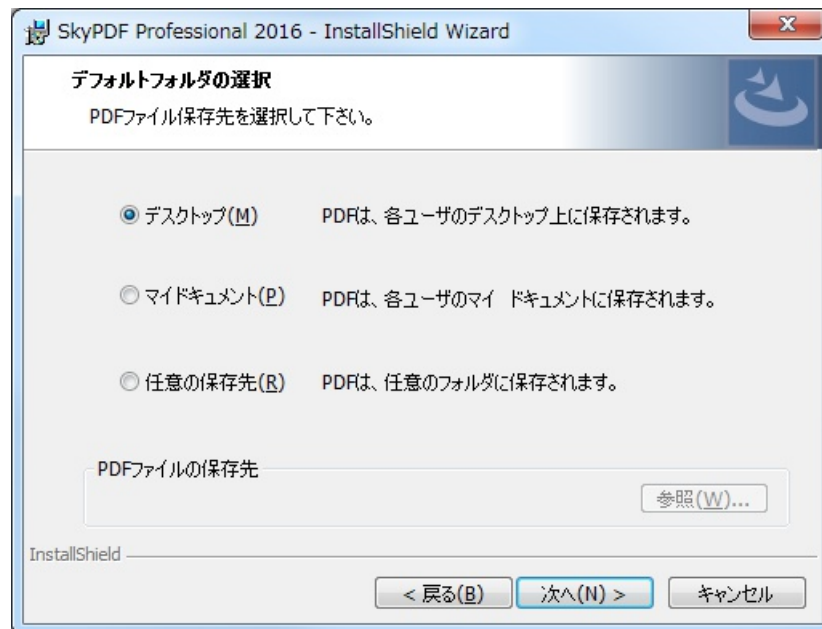 SkyPDF Professional 2016 - InstallShield Wizard
デフォルトフォルダの選択
PDFファイル保存先を選択して下さい。
デスクトップ(M) PDFは、各ユーザのデスクトップ上に保存されます。
マイドキュメント(P) PDFは、各ユーザのマイ ドキュメントに保存されます。
任意の保存先(R) PDFは、任意のフォルダに保存されます。
PDFファイルの保存先
参照(W)...
InstallShield
< 戻る(B) 次へ(N) > キャンセル